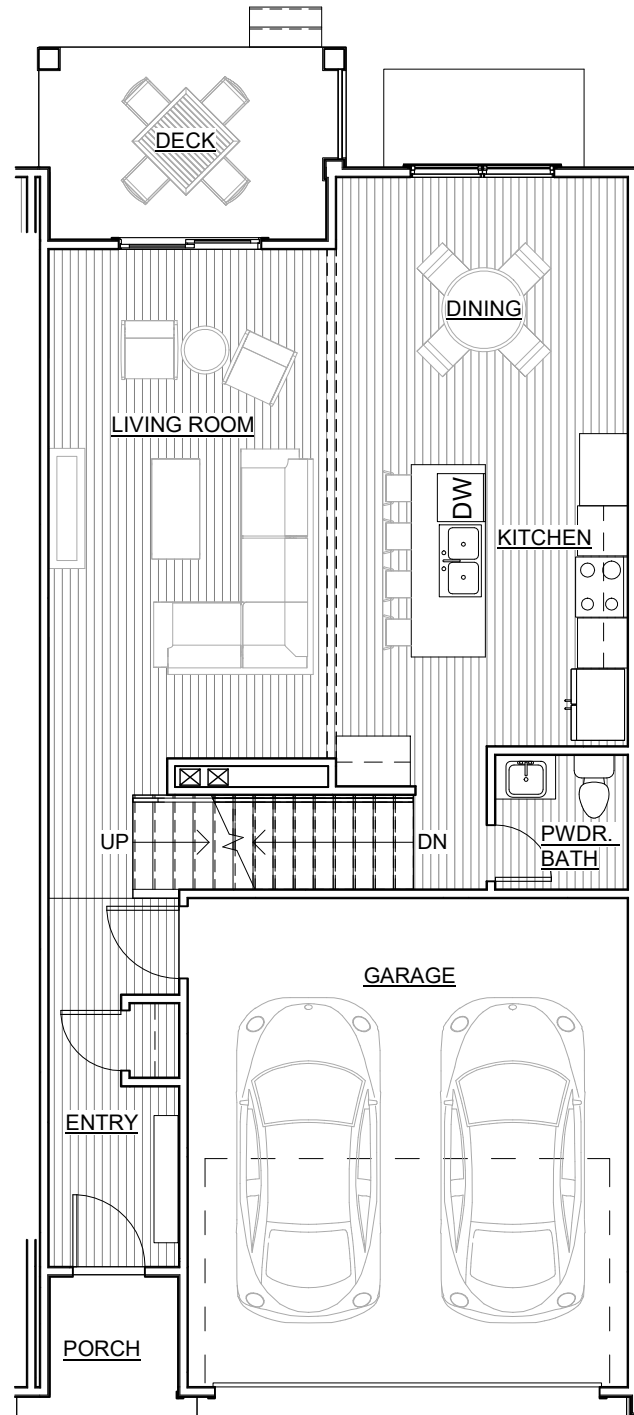 DECK
DINING
LIVING ROOM
DW
KITCHEN
UP
DN
PWDR.
BATH
GARAGE
ENTRY
PORCH